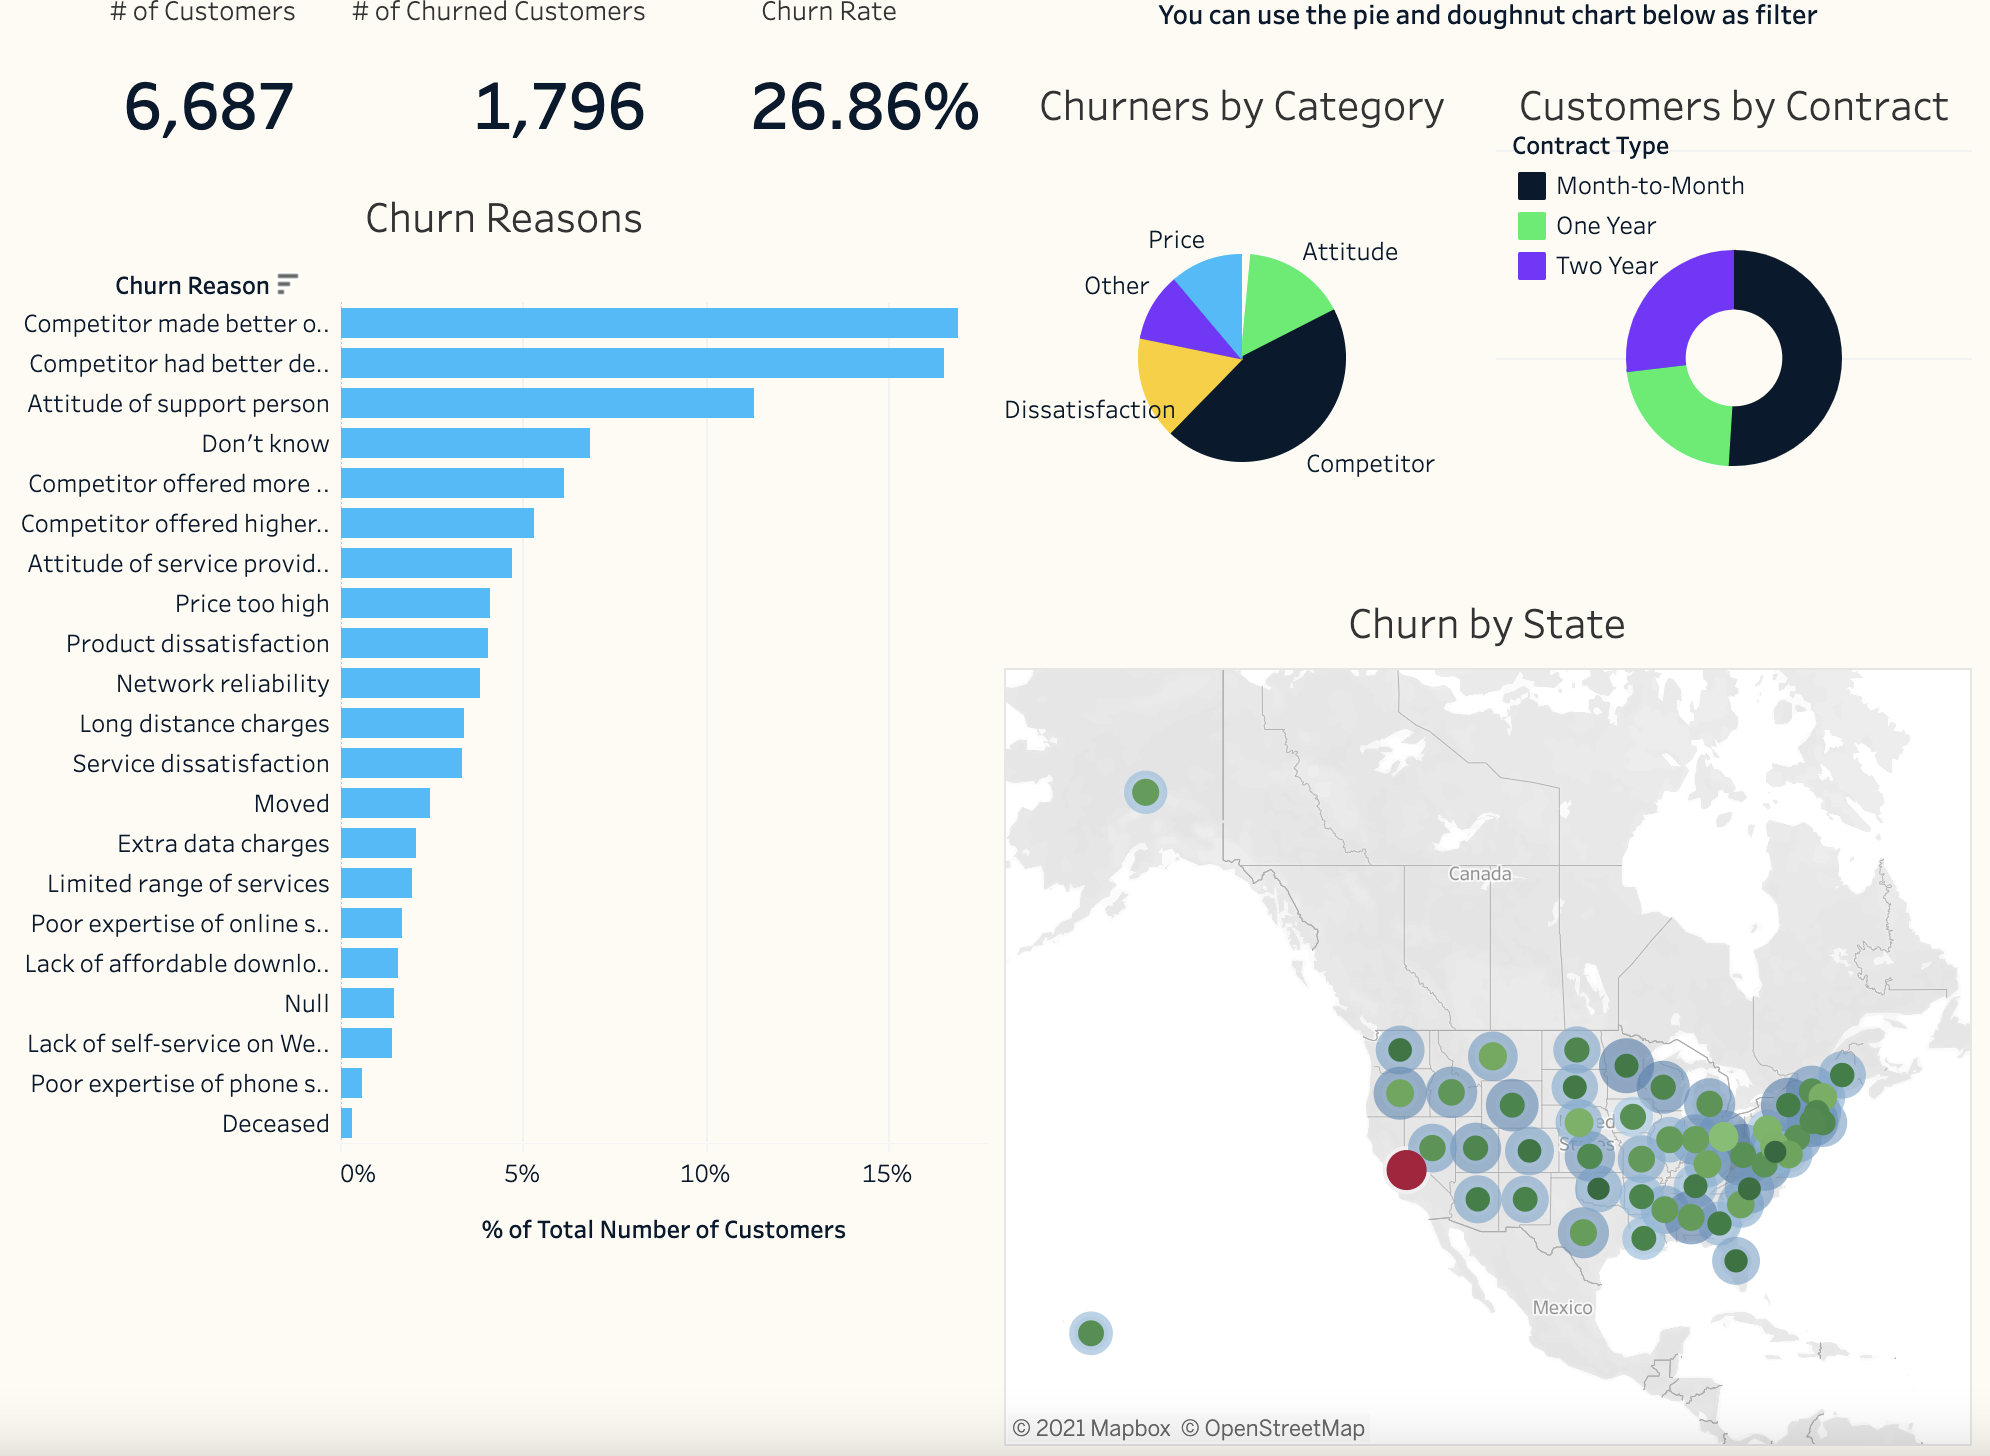 # of Customers
# of Churned Customers
Churn Rate
You can use the pie and doughnut chart below as filter
6,687
1,796
26.86%
Churners by Category
Customers by Contract
Contract Type
Month-to-Month
One Year
Two Year
Price
Attitude
Other
Dissatisfaction
Competitor
Churn Reasons
Churn Reason
Competitor made better o..
Competitor had better de..
Attitude of support person
Don't know
Competitor offered more ..
Competitor offered higher..
Attitude of service provid..
Price too high
Product dissatisfaction
Network reliability
Long distance charges
Service dissatisfaction
Moved
Extra data charges
Limited range of services
Poor expertise of online s..
Lack of affordable downlo..
Null
Lack of self-service on We..
Poor expertise of phone s..
Deceased
0%
5%
10%
15%
% of Total Number of Customers
Churn by State
Canada
Mexico
© 2021 Mapbox © OpenStreetMap